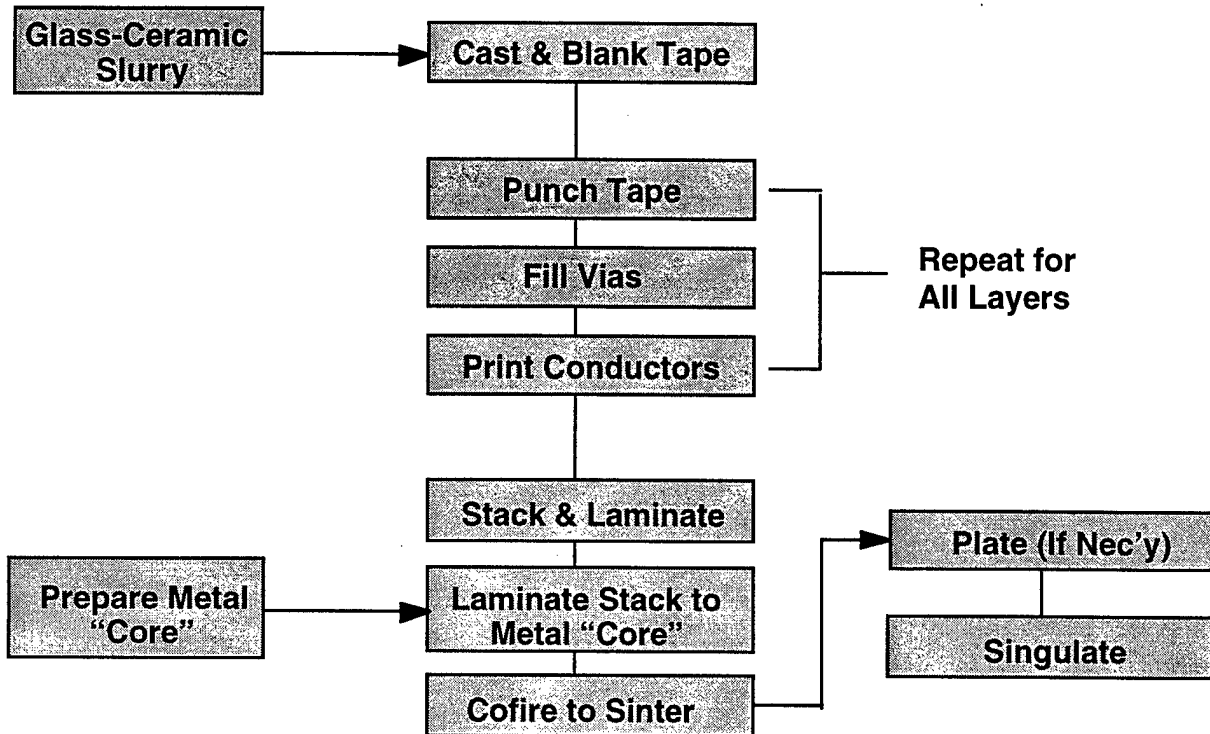 Glass-Ceramic
Slurry
Cast & Blank Tape
Punch Tape
Fill Vias
Print Conductors
Repeat for
All Layers
Stack & Laminate
Prepare Metal
“Core”
Laminate Stack to
Metal “Core”
Cofire to Sinter
Plate (If Nec’y)
Singulate